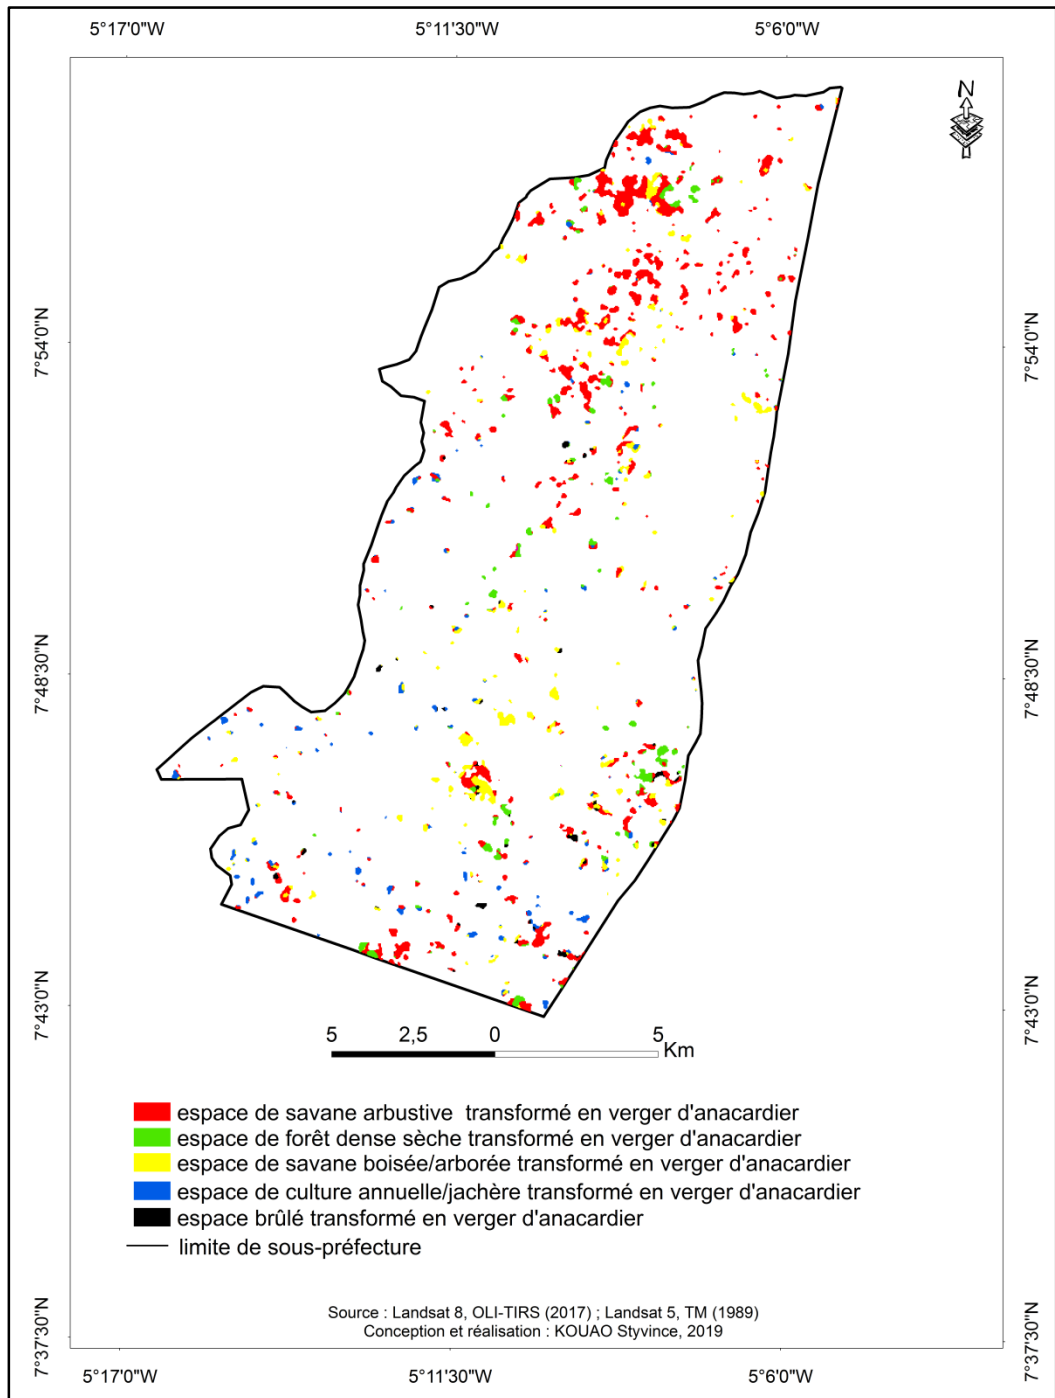 5°17'0"W 5°11'30"W 5°6'0"W
N
7°54'0"N 7°54'0"N
7°48'30"N 7°48'30"N
7°43'0"N 7°43'0"N
5 2,5 0 5
Km
espace de savane arbustive transformé en verger d'anacardier
espace de forêt dense sèche transformé en verger d'anacardier
espace de savane boisée/arborée transformé en verger d'anacardier
espace de culture annuelle/jachère transformé en verger d'anacardier
espace brûlé transformé en verger d'anacardier
limite de sous-préfecture
Source : Landsat 8, OLI-TIRS (2017) ; Landsat 5, TM (1989)
Conception et réalisation : KOUAO Styvince, 2019
7°37'30"N 7°37'30"N
5°17'0"W 5°11'30"W 5°6'0"W